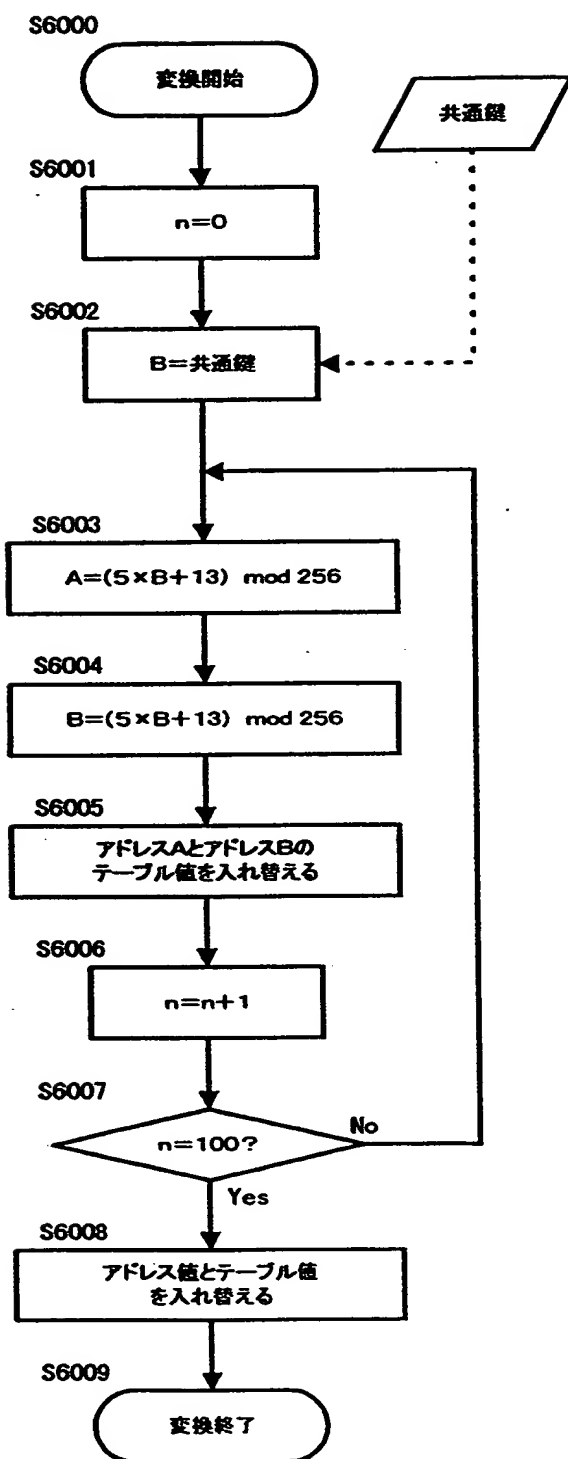 S6000
変換開始
共通鍵
S6001
n=0
S6002
B=共通鍵
S6003
A=(5×B+13) mod 256
S6004
B=(5×B+13) mod 256
S6005
アドレスAとアドレスBの
テーブル値を入れ替える
S6006
n=n+1
S6007
n=100?
No
Yes
S6008
アドレス値とテーブル値
を入れ替える
S6009
変換終了